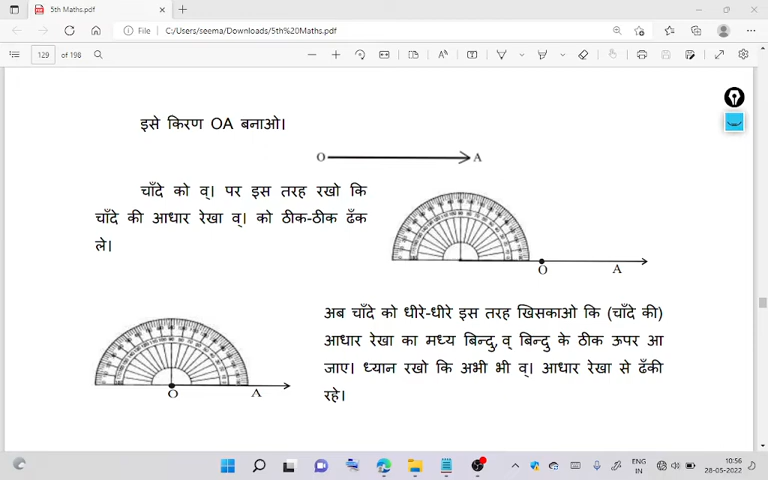 5th Maths.pdf
File C:/Users/seema/Downloads/5th%20Maths.pdf
129 of 198
इसे किरण OA बनाओ।
O A
चाँदे को व्। पर इस तरह रखो कि
चाँदे की आधार रेखा व्। को ठीक-ठीक ढँक
ले।
O A
अब चाँदे को धीरे-धीरे इस तरह खिसकाओ कि (चाँदे की)
आधार रेखा का मध्य बिन्दु, व् बिन्दु के ठीक ऊपर आ
जाए। ध्यान रखो कि अभी भी व्। आधार रेखा से ढँकी
रहे।
O A
ENG
IN
10:56
28-05-2022